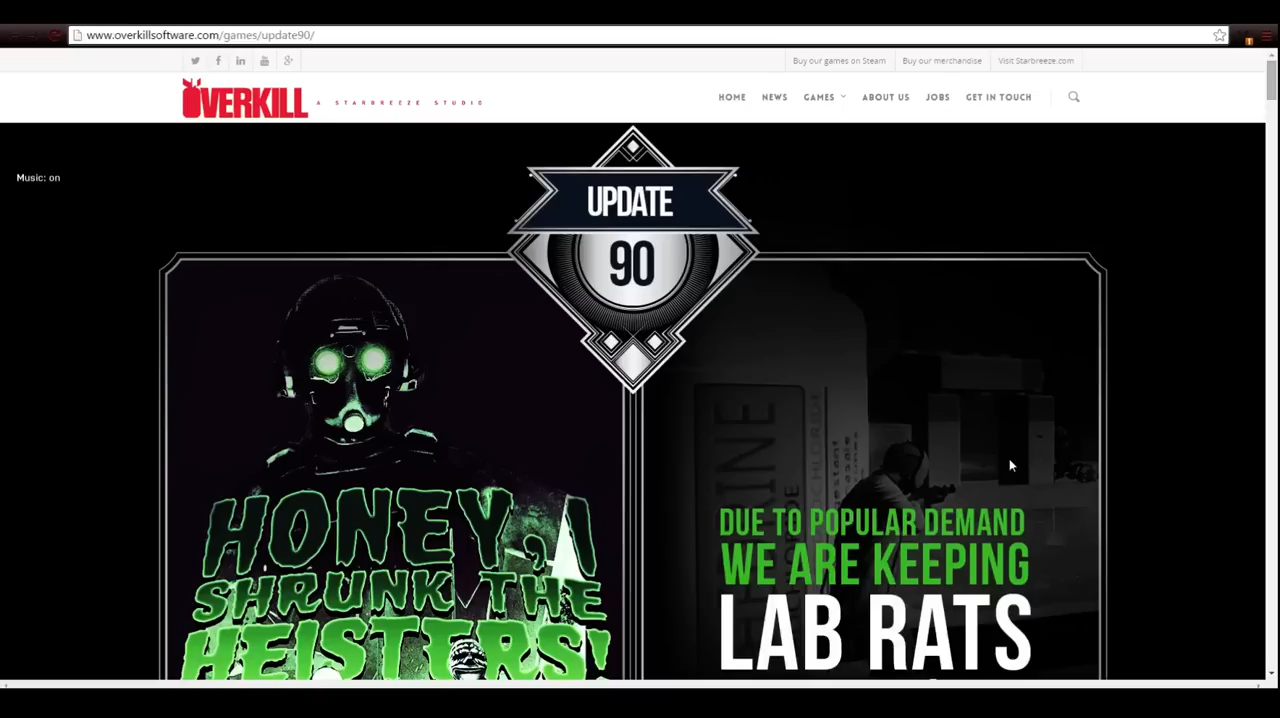 www.overkillsoftware.com/games/update90/
Buy our games on Steam
Buy our merchandise
Visit Starbreeze.com
OVERKILL
A STARBREEZE STUDIO
HOME
NEWS
GAMES
ABOUT US
JOBS
GET IN TOUCH
Music: on
UPDATE
90
HONEY, I
SHRUNK THE
HEISTERS!
DUE TO POPULAR DEMAND
WE ARE KEEPING
LAB RATS